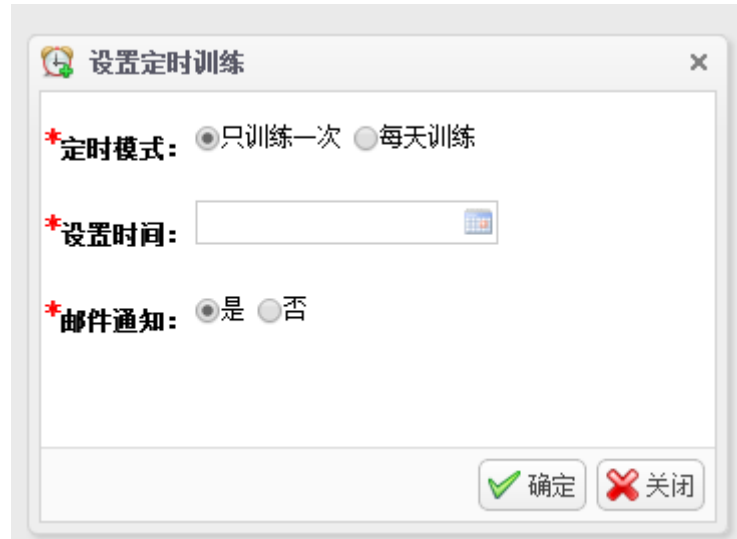 设置定时训练
*定时模式：只训练一次 每天训练
*设置时间：
*邮件通知：是 否
确定 关闭